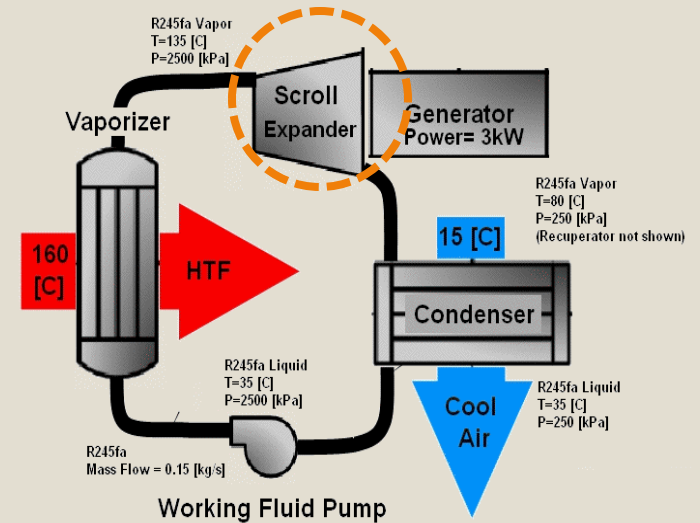 R245fa Vapor
T=135 [C]
P=2500 [kPa]
Vaporizer
Scroll
Expander
Generator
Power= 3kW
R245fa Vapor
T=80 [C]
P=250 [kPa]
(Recuperator not shown)
15 [C]
160
[C]
HTF
Condenser
R245fa Liquid
T=35 [C]
P=2500 [kPa]
Cool
Air
R245fa Liquid
T=35 [C]
P=250 [kPa]
R245fa
Mass Flow = 0.15 [kg/s]
Working Fluid Pump